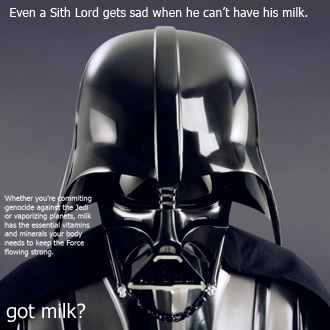 Even a Sith Lord gets sad when he can't have his milk.
Whether you're commiting
genocide against the Jedi
or vaporizing planets, milk
has the essential vitamins
and minerals your body
needs to keep the Force
flowing strong.
got milk?